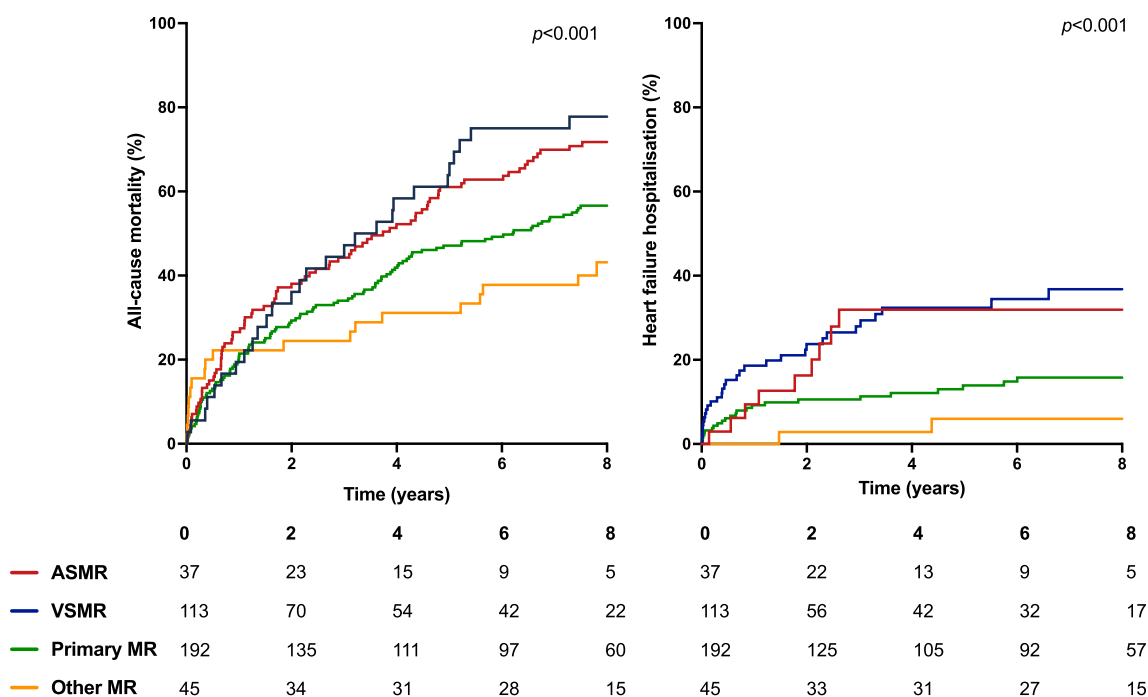 100 100
p<0.001 p<0.001
80 80
60 60
40 40
20 20
0 0
All-cause mortality (%)
Heart failure hospitalisation (%)
0 2 4 6 8 0 2 4 6 8
Time (years) Time (years)
0 2 4 6 8 0 2 4 6 8
ASMR 37 23 15 9 5 37 22 13 9 5
VSMR 113 70 54 42 22 113 56 42 32 17
Primary MR 192 135 111 97 60 192 125 105 92 57
Other MR 45 34 31 28 15 45 33 31 27 15